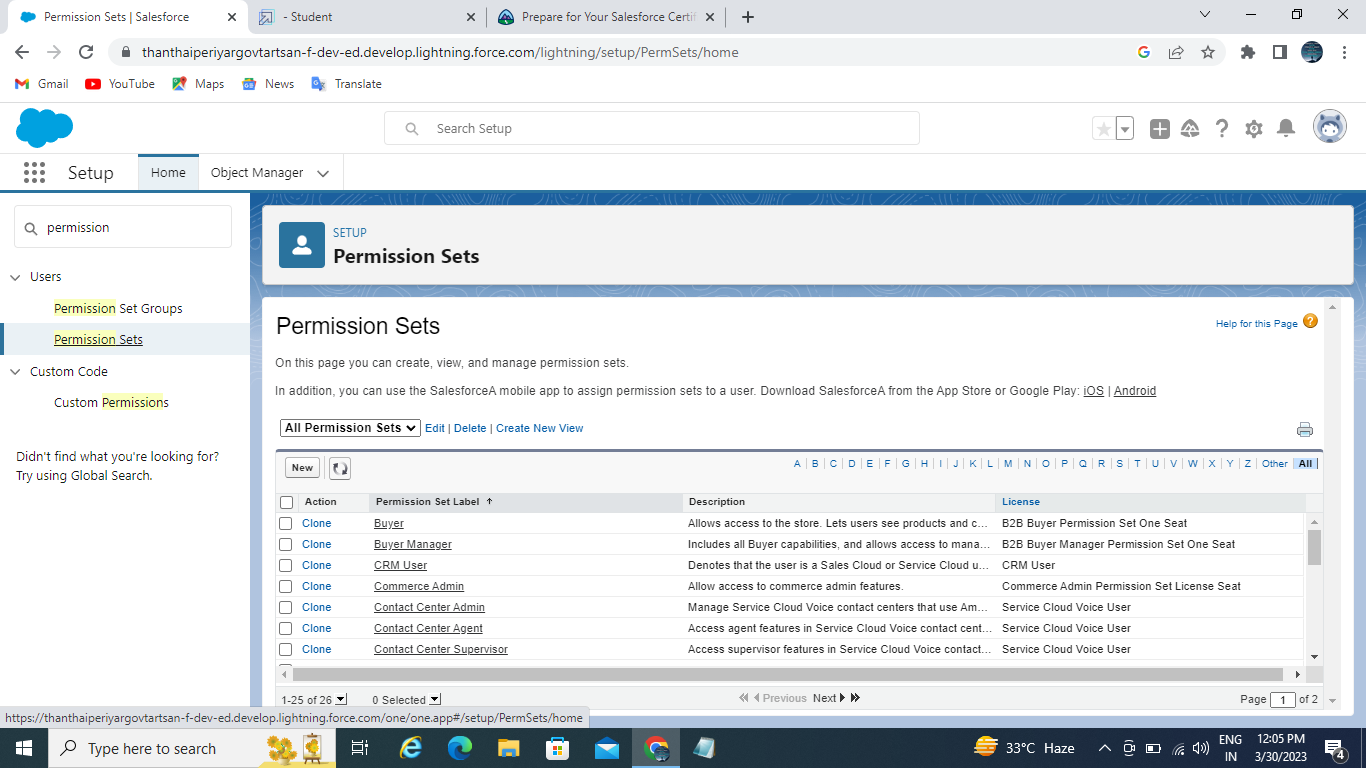 Permission Sets | Salesforce
- Student
Prepare for Your Salesforce Certif
thanthaiperiyargovtartsan-f-dev-ed.develop.lightning.force.com/lightning/setup/PermSets/home
Gmail
YouTube
Maps
News
Translate
Search Setup
Setup
Home
Object Manager
permission
Users
Permission Set Groups
Permission Sets
Custom Code
Custom Permissions
Didn't find what you're looking for?
Try using Global Search.
SETUP
Permission Sets
Permission Sets
Help for this Page
On this page you can create, view, and manage permission sets.
In addition, you can use the SalesforceA mobile app to assign permission sets to a user. Download SalesforceA from the App Store or Google Play: iOS | Android
All Permission Sets Edit | Delete | Create New View
New
A | B | C | D | E | F | G | H | I | J | K | L | M | N | O | P | Q | R | S | T | U | V | W | X | Y | Z | Other | All
Action Permission Set Label Description License
Clone Buyer Allows access to the store. Lets users see products and c... B2B Buyer Permission Set One Seat
Clone Buyer Manager Includes all Buyer capabilities, and allows access to mana... B2B Buyer Manager Permission Set One Seat
Clone CRM User Denotes that the user is a Sales Cloud or Service Cloud u... CRM User
Clone Commerce Admin Allow access to commerce admin features. Commerce Admin Permission Set License Seat
Clone Contact Center Admin Manage Service Cloud Voice contact centers that use Am... Service Cloud Voice User
Clone Contact Center Agent Access agent features in Service Cloud Voice contact cent... Service Cloud Voice User
Clone Contact Center Supervisor Access supervisor features in Service Cloud Voice contact... Service Cloud Voice User
1-25 of 26 0 Selected Previous Next Page 1 of 2
https://thanthaiperiyargovtartsan-f-dev-ed.develop.lightning.force.com/one/one.app#/setup/PermSets/home
Type here to search
33°C Haze
ENG
IN
12:05 PM
3/30/2023
4